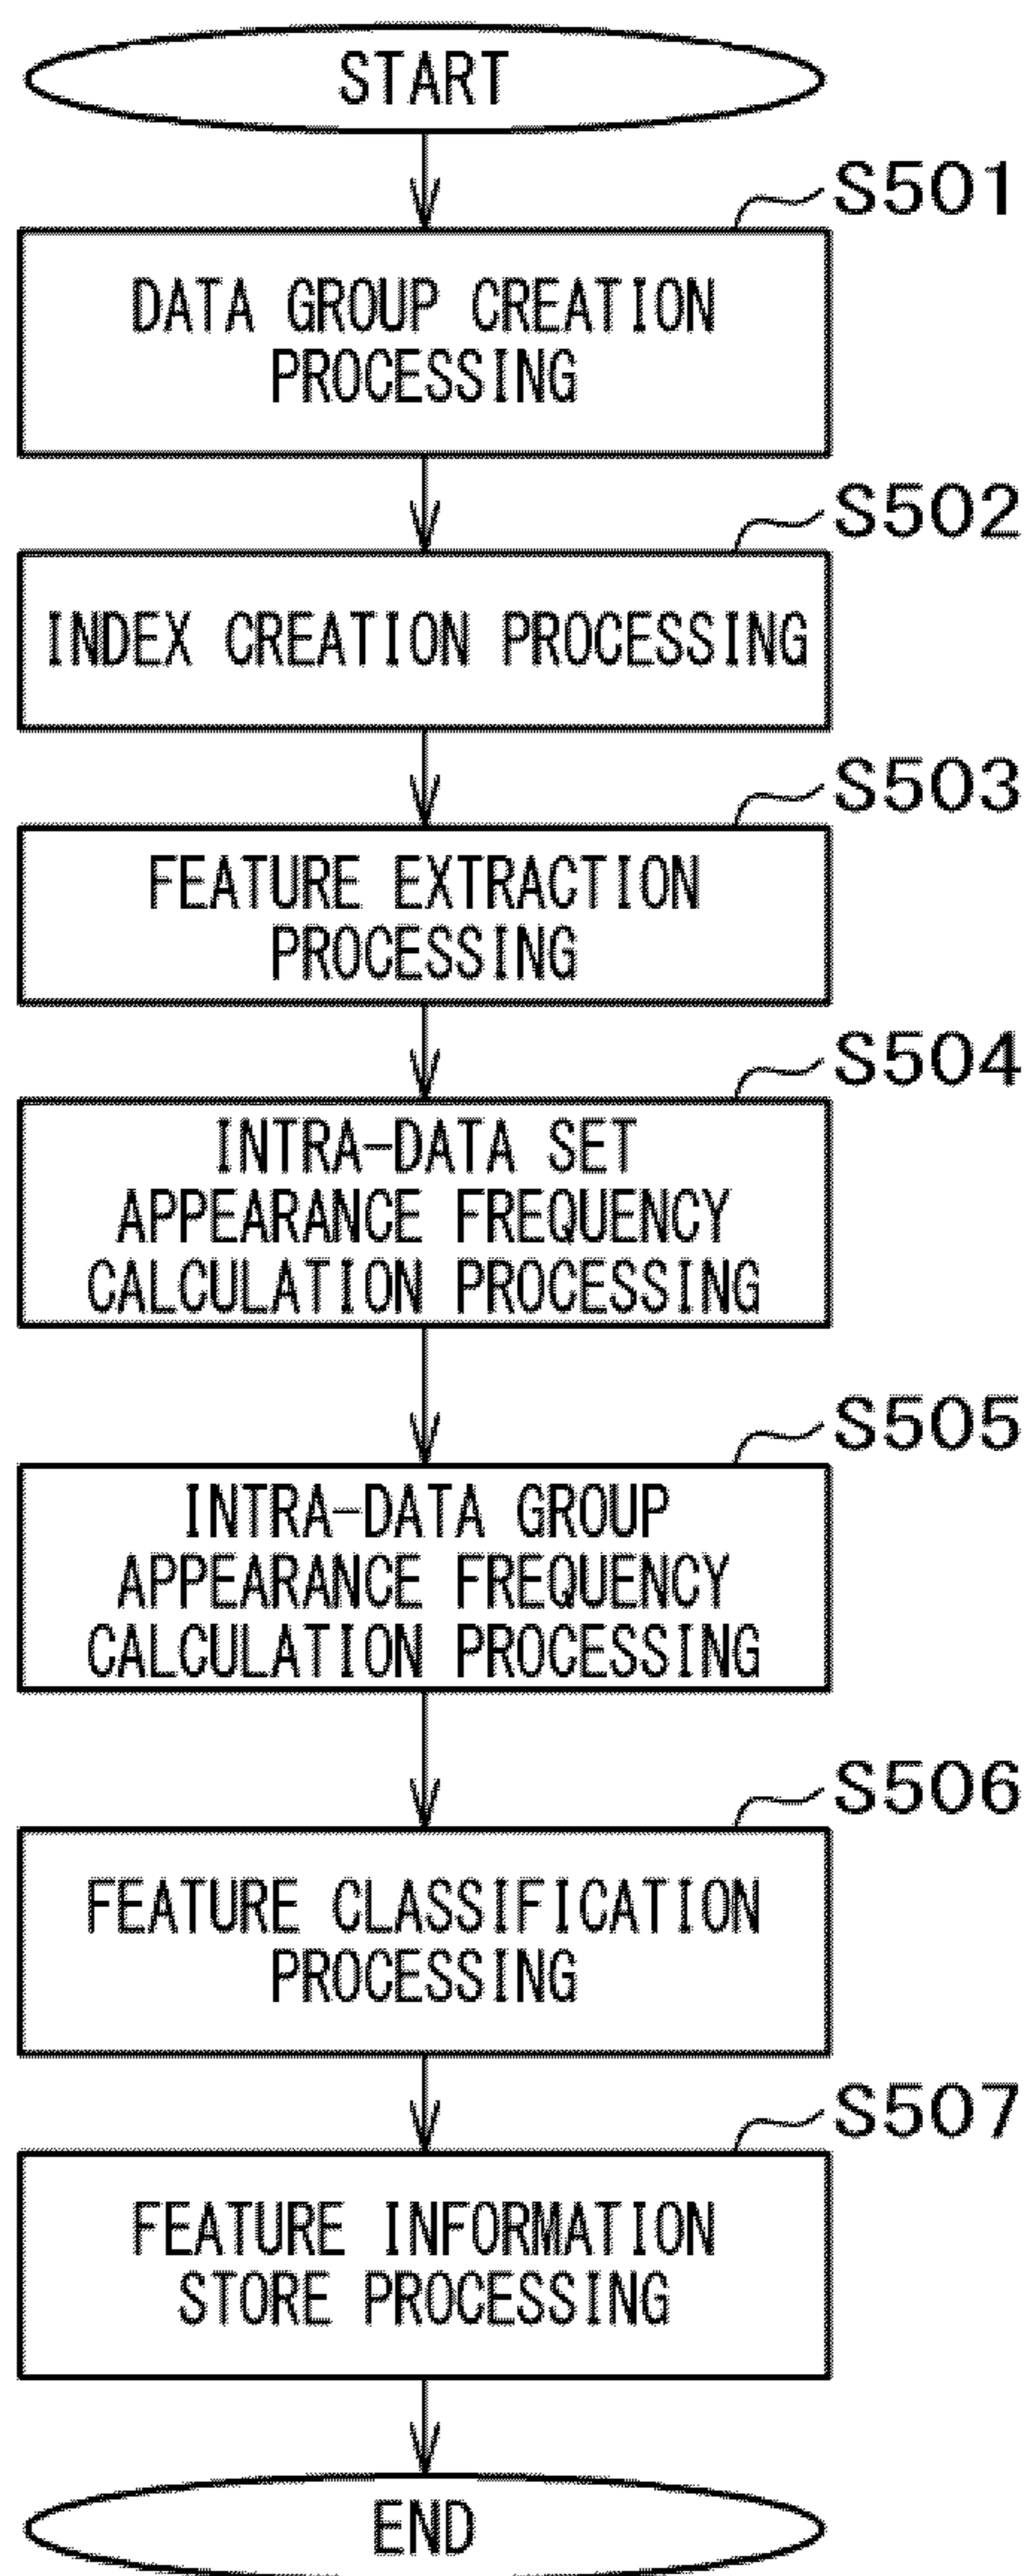 START
S501
DATA GROUP CREATION
PROCESSING
S502
INDEX CREATION PROCESSING
S503
FEATURE EXTRACTION
PROCESSING
S504
INTRA-DATA SET
APPEARANCE FREQUENCY
CALCULATION PROCESSING
S505
INTRA-DATA GROUP
APPEARANCE FREQUENCY
CALCULATION PROCESSING
S506
FEATURE CLASSIFICATION
PROCESSING
S507
FEATURE INFORMATION
STORE PROCESSING
END